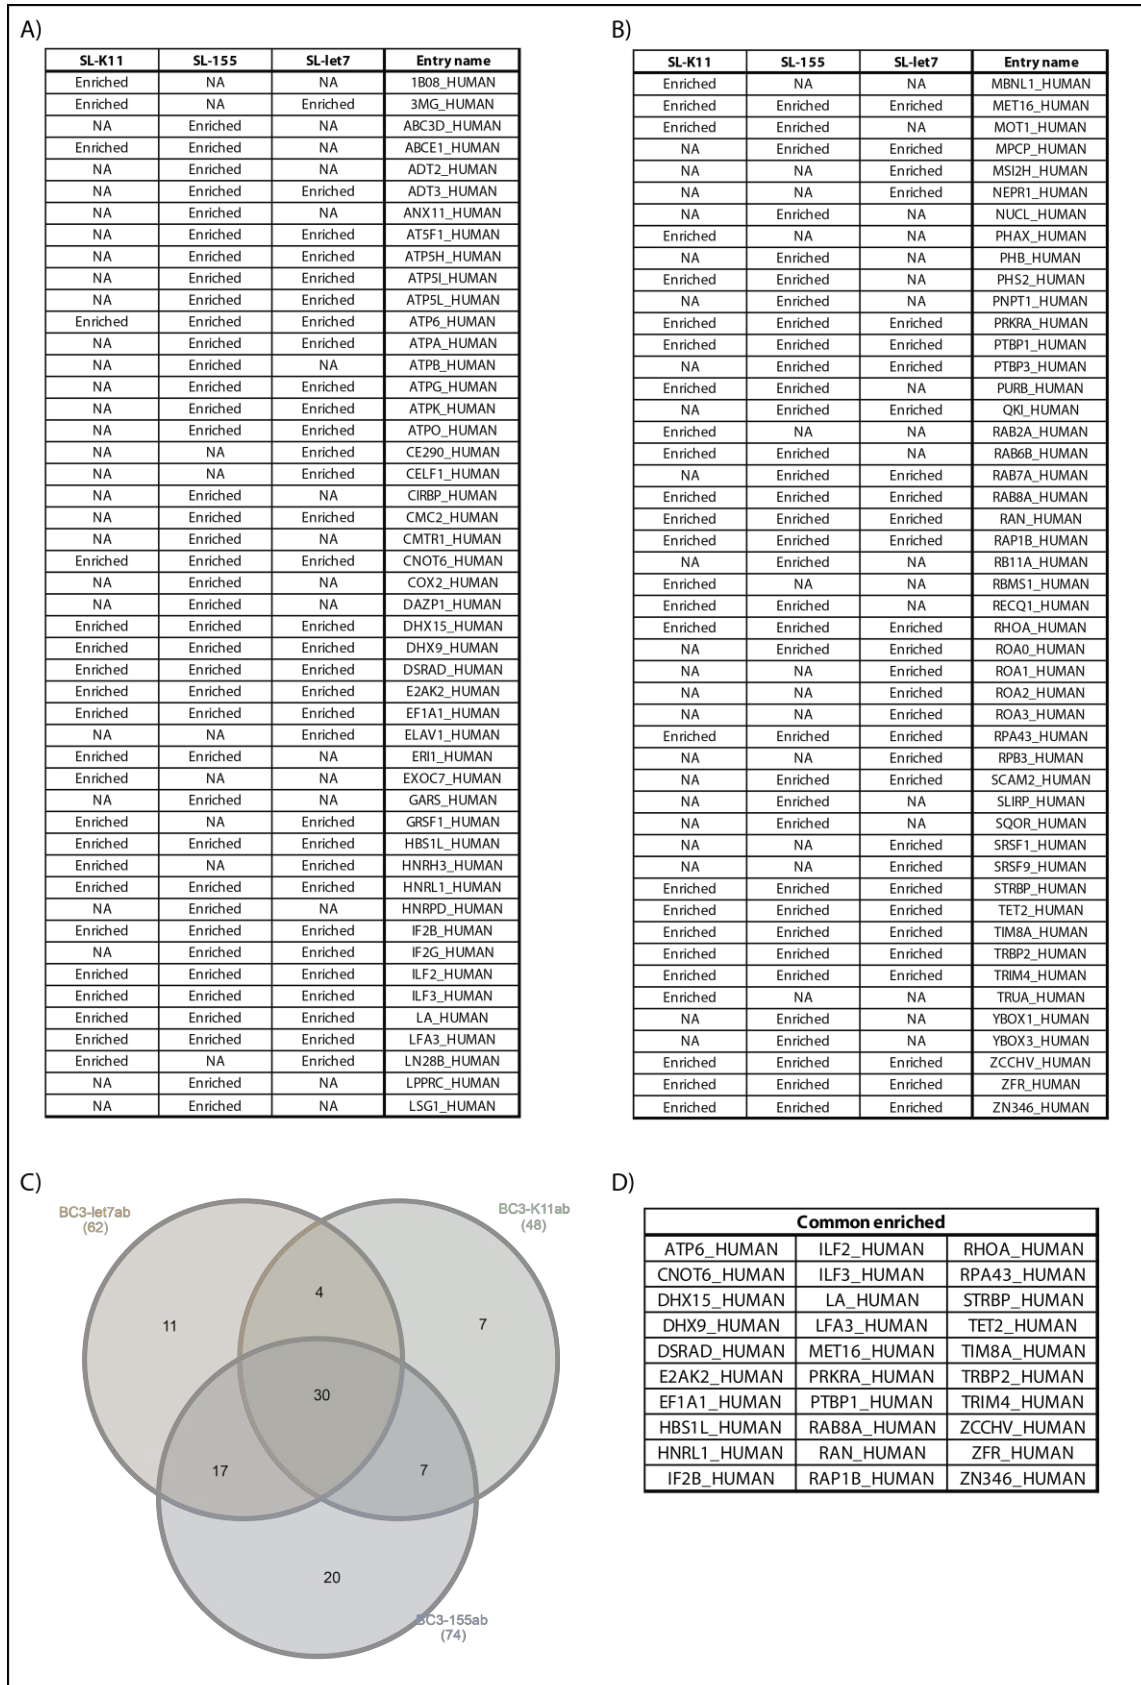 A)
SL-K11 SL-155 SL-let7 Entry name
Enriched NA NA 1B08_HUMAN
Enriched NA Enriched 3MG_HUMAN
NA Enriched NA ABC3D_HUMAN
Enriched Enriched NA ABCE1_HUMAN
NA Enriched NA ADT2_HUMAN
NA Enriched Enriched ADT3_HUMAN
NA Enriched NA ANX11_HUMAN
NA Enriched Enriched AT5F1_HUMAN
NA Enriched Enriched ATP5H_HUMAN
NA Enriched Enriched ATP5I_HUMAN
NA Enriched Enriched ATP5L_HUMAN
Enriched Enriched Enriched ATP6_HUMAN
NA Enriched Enriched ATPA_HUMAN
NA Enriched NA ATPB_HUMAN
NA Enriched Enriched ATPG_HUMAN
NA Enriched Enriched ATPK_HUMAN
NA Enriched Enriched ATPO_HUMAN
NA NA Enriched CE290_HUMAN
NA NA Enriched CELF1_HUMAN
NA Enriched NA CIRBP_HUMAN
NA Enriched Enriched CMC2_HUMAN
NA Enriched NA CMTR1_HUMAN
Enriched Enriched Enriched CNOT6_HUMAN
NA Enriched NA COX2_HUMAN
NA Enriched NA DAZP1_HUMAN
Enriched Enriched Enriched DHX15_HUMAN
Enriched Enriched Enriched DHX9_HUMAN
Enriched Enriched Enriched DSRAD_HUMAN
Enriched Enriched Enriched E2AK2_HUMAN
Enriched Enriched Enriched EF1A1_HUMAN
NA NA Enriched ELAV1_HUMAN
Enriched Enriched NA ERI1_HUMAN
Enriched NA NA EXOC7_HUMAN
NA Enriched NA GARS_HUMAN
Enriched NA Enriched GRSF1_HUMAN
Enriched Enriched Enriched HBS1L_HUMAN
Enriched NA Enriched HNRH3_HUMAN
Enriched Enriched Enriched HNRL1_HUMAN
NA Enriched NA HNRPD_HUMAN
Enriched Enriched Enriched IF2B_HUMAN
NA Enriched Enriched IF2G_HUMAN
Enriched Enriched Enriched ILF2_HUMAN
Enriched Enriched Enriched ILF3_HUMAN
Enriched Enriched Enriched LA_HUMAN
Enriched Enriched Enriched LFA3_HUMAN
Enriched NA Enriched LN28B_HUMAN
NA Enriched NA LPPRC_HUMAN
NA Enriched NA LSG1_HUMAN
B)
SL-K11 SL-155 SL-let7 Entry name
Enriched NA NA MBNL1_HUMAN
Enriched Enriched Enriched MET16_HUMAN
Enriched Enriched NA MOT1_HUMAN
NA Enriched Enriched MPCP_HUMAN
NA NA Enriched MSI2H_HUMAN
NA NA Enriched NEPR1_HUMAN
NA Enriched NA NUCL_HUMAN
Enriched NA NA PHAX_HUMAN
NA Enriched NA PHB_HUMAN
Enriched Enriched NA PHS2_HUMAN
NA Enriched NA PNPT1_HUMAN
Enriched Enriched Enriched PRKRA_HUMAN
Enriched Enriched Enriched PTBP1_HUMAN
NA Enriched Enriched PTBP3_HUMAN
Enriched Enriched NA PURB_HUMAN
NA Enriched Enriched QKI_HUMAN
Enriched NA NA RAB2A_HUMAN
Enriched Enriched NA RAB6B_HUMAN
NA Enriched Enriched RAB7A_HUMAN
Enriched Enriched Enriched RAB8A_HUMAN
Enriched Enriched Enriched RAN_HUMAN
Enriched Enriched Enriched RAP1B_HUMAN
NA Enriched NA RB11A_HUMAN
Enriched NA NA RBMS1_HUMAN
Enriched Enriched NA RECQ1_HUMAN
Enriched Enriched Enriched RHOA_HUMAN
NA Enriched Enriched ROA0_HUMAN
NA NA Enriched ROA1_HUMAN
NA NA Enriched ROA2_HUMAN
NA NA Enriched ROA3_HUMAN
Enriched Enriched Enriched RPA43_HUMAN
NA NA Enriched RPB3_HUMAN
NA Enriched Enriched SCAM2_HUMAN
NA Enriched NA SLIRP_HUMAN
NA Enriched NA SQOR_HUMAN
NA NA Enriched SRSF1_HUMAN
NA NA Enriched SRSF9_HUMAN
Enriched Enriched Enriched STRBP_HUMAN
Enriched Enriched Enriched TET2_HUMAN
Enriched Enriched Enriched TIM8A_HUMAN
Enriched Enriched Enriched TRBP2_HUMAN
Enriched Enriched Enriched TRIM4_HUMAN
Enriched NA NA TRUA_HUMAN
NA Enriched NA YBOX1_HUMAN
NA Enriched NA YBOX3_HUMAN
Enriched Enriched Enriched ZCCHV_HUMAN
Enriched Enriched Enriched ZFR_HUMAN
Enriched Enriched Enriched ZN346_HUMAN
C)
BC3-let7ab
(62)
BC3-K11ab
(48)
4
11
7
30
17
7
20
BC3-155ab
(74)
D)
Common enriched
ATP6_HUMAN ILF2_HUMAN RHOA_HUMAN
CNOT6_HUMAN ILF3_HUMAN RPA43_HUMAN
DHX15_HUMAN LA_HUMAN STRBP_HUMAN
DHX9_HUMAN LFA3_HUMAN TET2_HUMAN
DSRAD_HUMAN MET16_HUMAN TIM8A_HUMAN
E2AK2_HUMAN PRKRA_HUMAN TRBP2_HUMAN
EF1A1_HUMAN PTBP1_HUMAN TRIM4_HUMAN
HBS1L_HUMAN RAB8A_HUMAN ZCCHV_HUMAN
HNRL1_HUMAN RAN_HUMAN ZFR_HUMAN
IF2B_HUMAN RAP1B_HUMAN ZN346_HUMAN